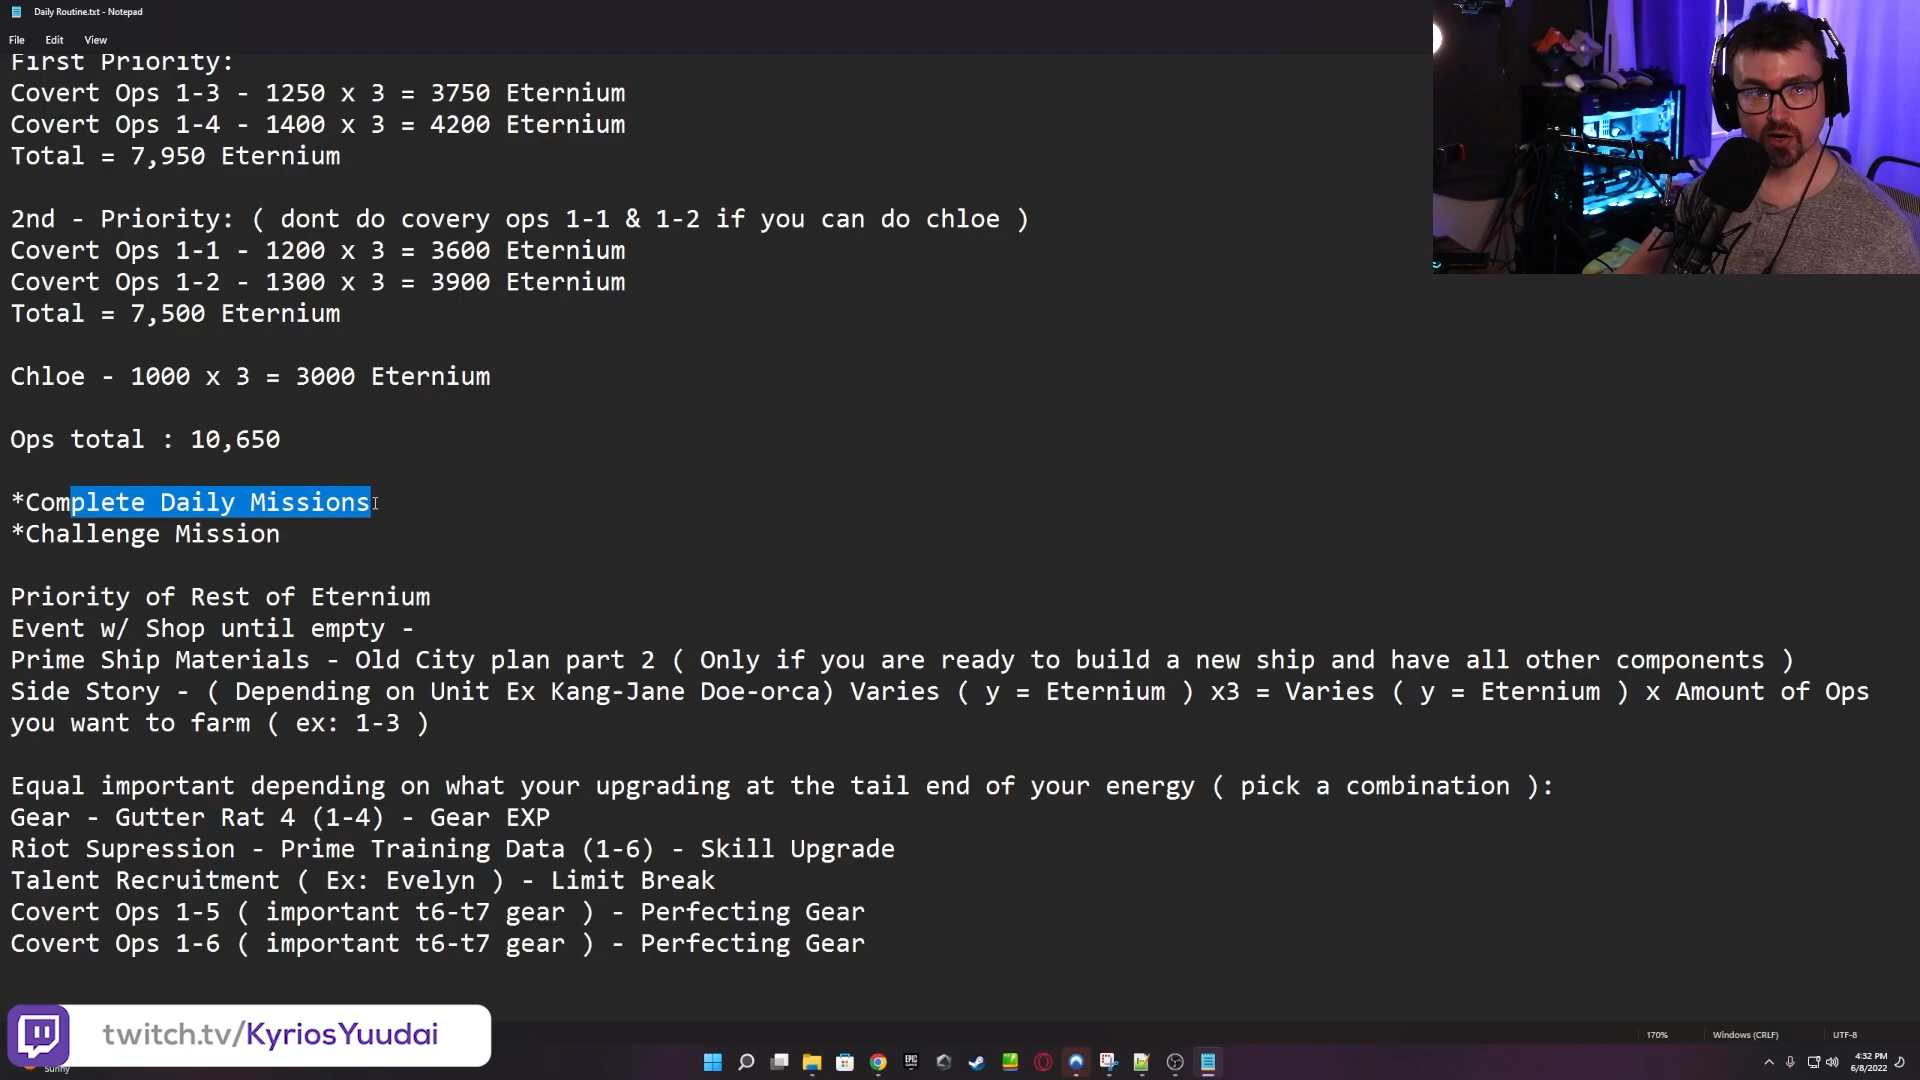 Daily Routine.txt - Notepad
File Edit View
First Priority:
Covert Ops 1-3 - 1250 x 3 = 3750 Eternium
Covert Ops 1-4 - 1400 x 3 = 4200 Eternium
Total = 7,950 Eternium
2nd - Priority: ( dont do covery ops 1-1 & 1-2 if you can do chloe )
Covert Ops 1-1 - 1200 x 3 = 3600 Eternium
Covert Ops 1-2 - 1300 x 3 = 3900 Eternium
Total = 7,500 Eternium
Chloe - 1000 x 3 = 3000 Eternium
Ops total : 10,650
*Complete Daily Missions
*Challenge Mission
Priority of Rest of Eternium
Event w/ Shop until empty -
Prime Ship Materials - Old City plan part 2 ( Only if you are ready to build a new ship and have all other components )
Side Story - ( Depending on Unit Ex Kang-Jane Doe-orca) Varies ( y = Eternium ) x3 = Varies ( y = Eternium ) x Amount of Ops
you want to farm ( ex: 1-3 )
Equal important depending on what your upgrading at the tail end of your energy ( pick a combination ):
Gear - Gutter Rat 4 (1-4) - Gear EXP
Riot Supression - Prime Training Data (1-6) - Skill Upgrade
Talent Recruitment ( Ex: Evelyn ) - Limit Break
Covert Ops 1-5 ( important t6-t7 gear ) - Perfecting Gear
Covert Ops 1-6 ( important t6-t7 gear ) - Perfecting Gear
twitch.tv/KyriosYuudai
170% Windows (CRLF) UTF-8
Sunny
EPIC
4:32 PM
6/8/2022